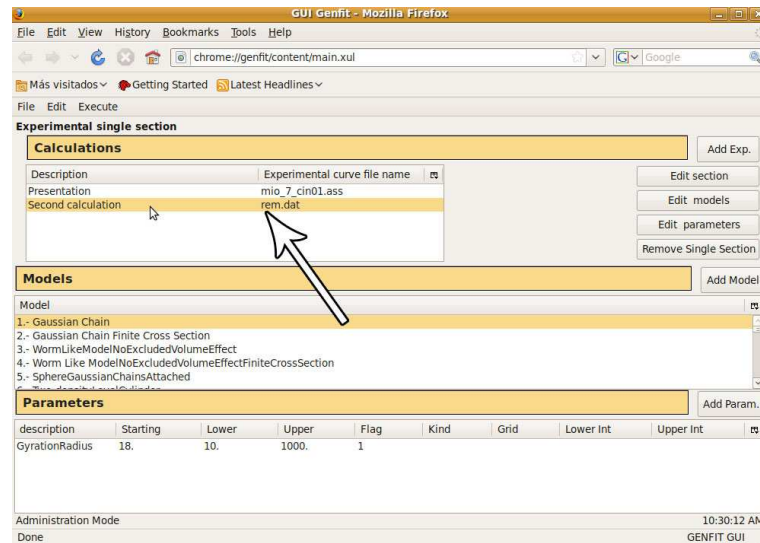 GUI Genfit - Mozilla Firefox
File Edit View History Bookmarks Tools Help
chrome://genfit/content/main.xul
Google
Más visitados Getting Started Latest Headlines
File Edit Execute
Experimental single section
Calculations Add Exp.
Description Experimental curve file name Edit section
Presentation mio_7_cin01.ass
Second calculation rem.dat Edit models
Edit parameters
Remove Single Section
Models Add Model
Model
1.- Gaussian Chain
2.- Gaussian Chain Finite Cross Section
3.- WormLikeModelNoExcludedVolumeEffect
4.- Worm Like ModelNoExcludedVolumeEffectFiniteCrossSection
5.- SphereGaussianChainsAttached
Parameters Add Param.
description Starting Lower Upper Flag Kind Grid Lower Int Upper Int
GyrationRadius 18. 10. 1000. 1
Administration Mode 10:30:12 AM
Done GENFIT GUI